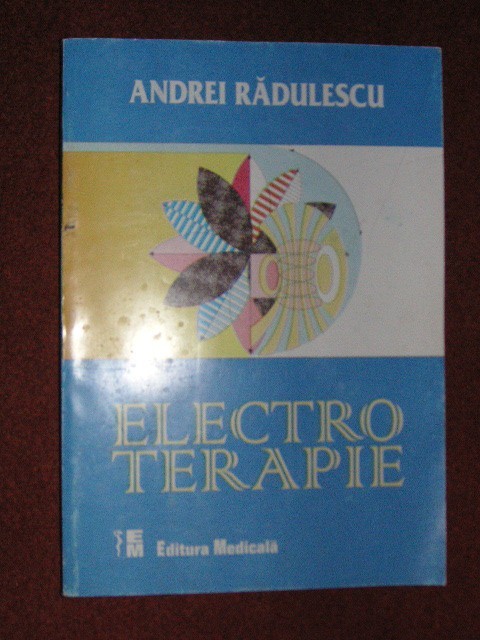 ANDREI RĂDULESCU
ELECTRO
TERAPIE
EM Editura Medicală